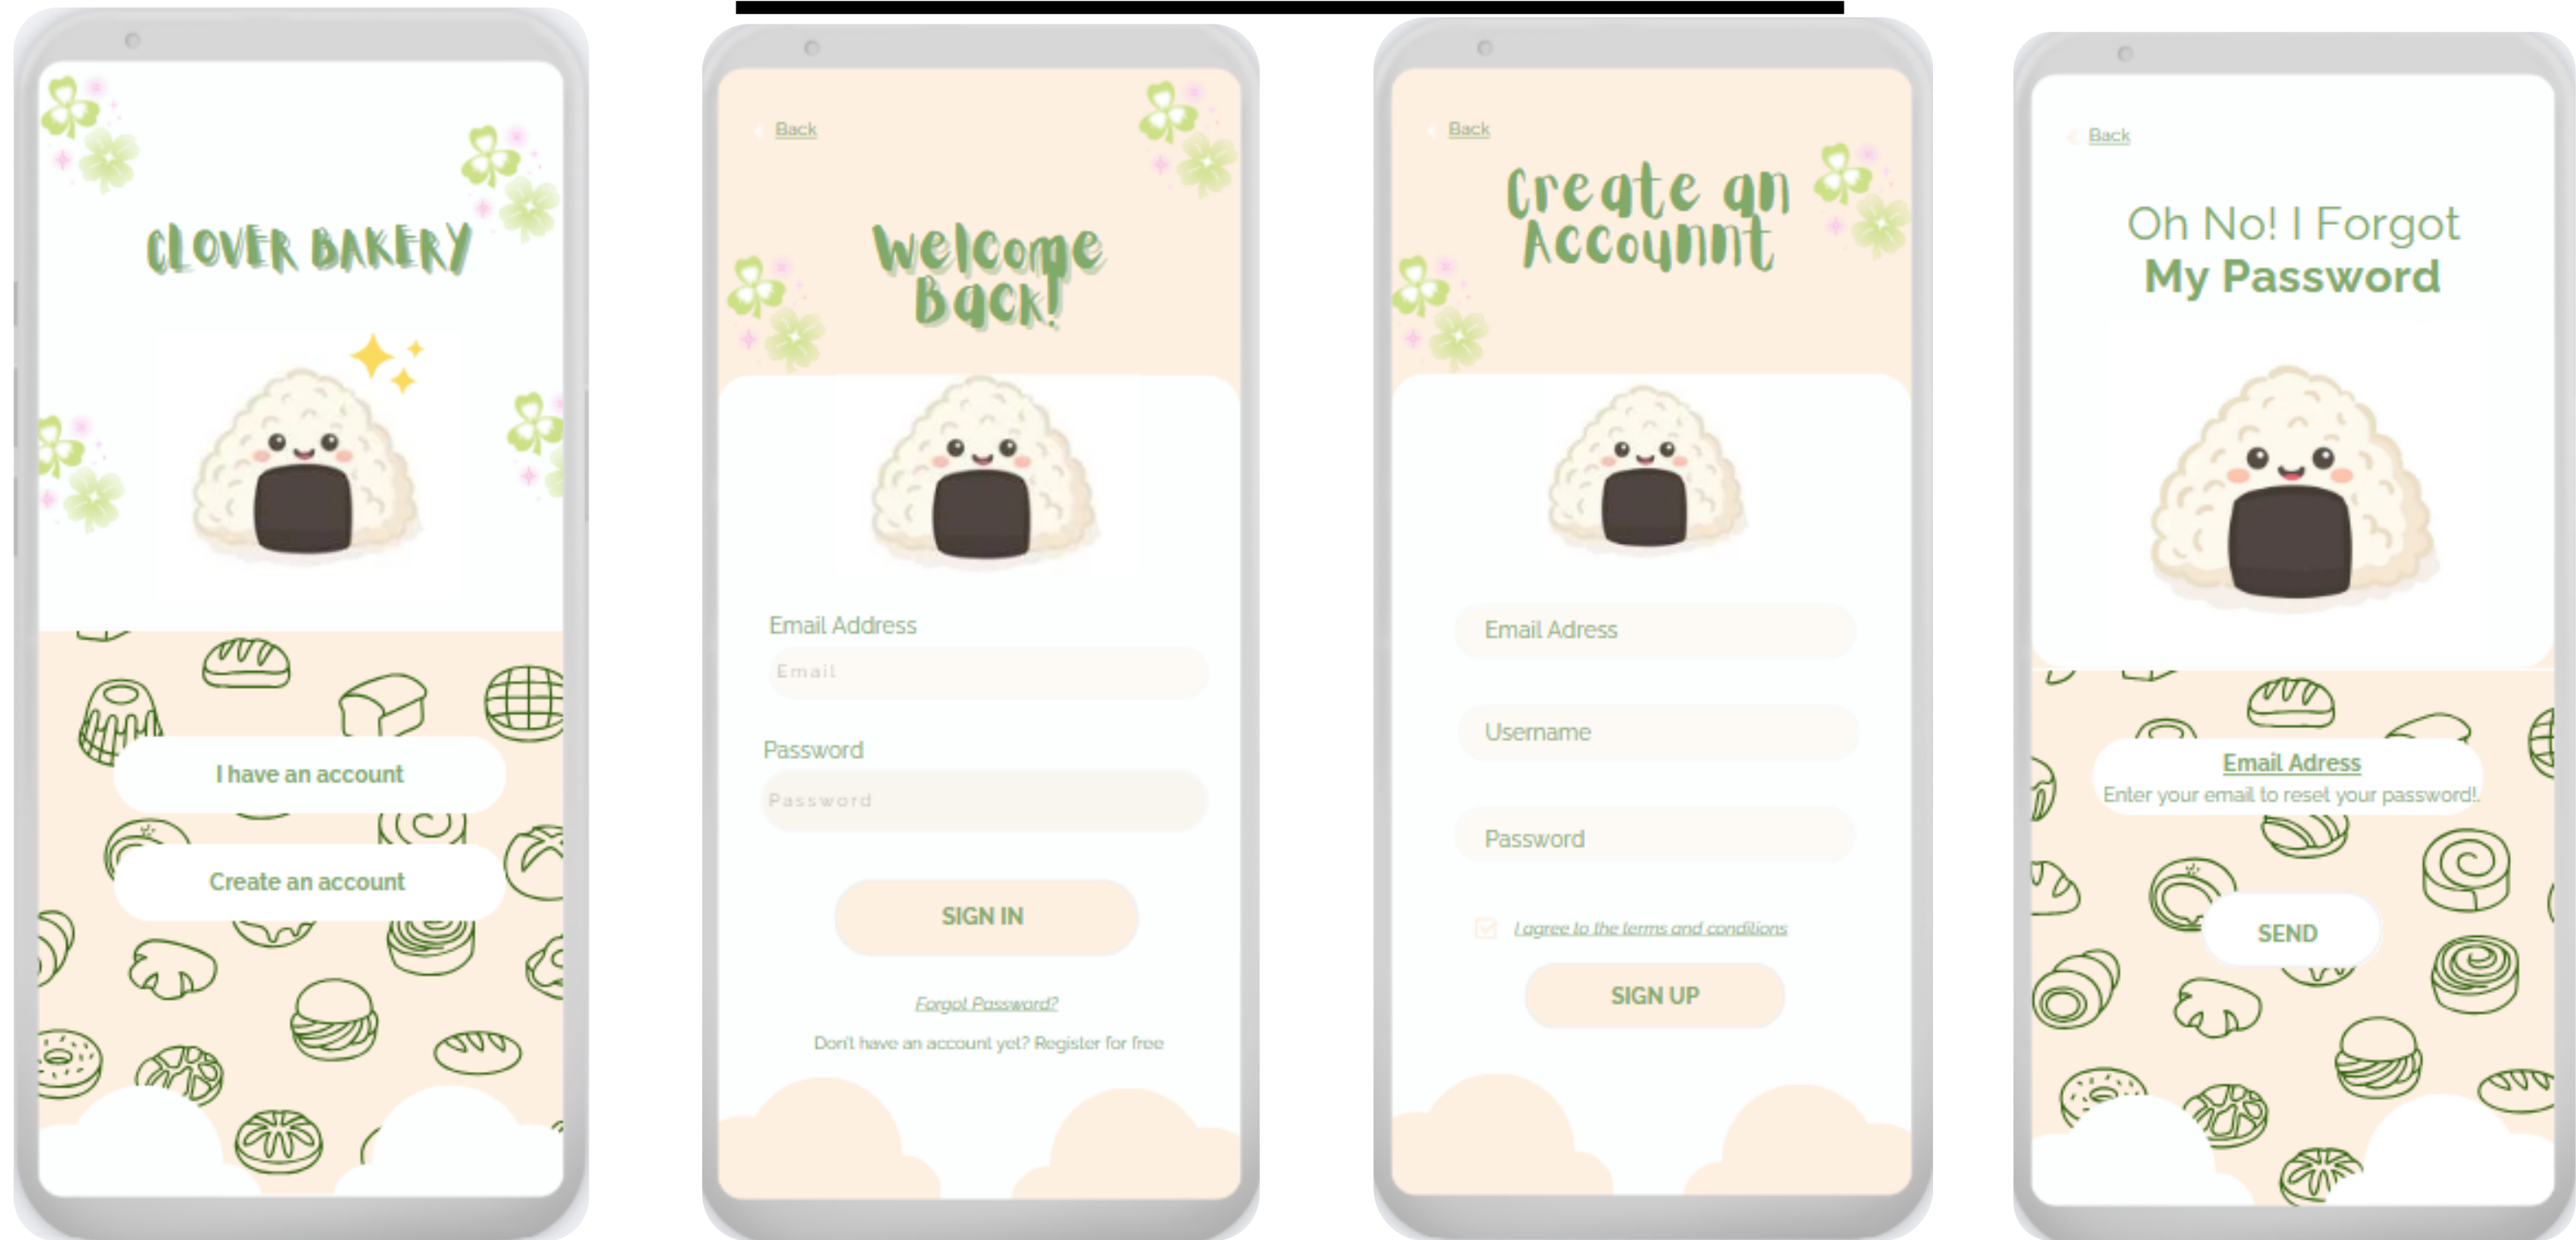 CLOVER BAKERY
I have an account
Create an account
Back
Welcome
Back!
Email Address
Email
Password
Password
SIGN IN
Forgot Password?
Don't have an account yet? Register for free
Back
Create an
Accounnt
Email Adress
Username
Password
I agree to the terms and conditions
SIGN UP
Back
Oh No! I Forgot
My Password
Email Adress
Enter your email to reset your password!.
SEND